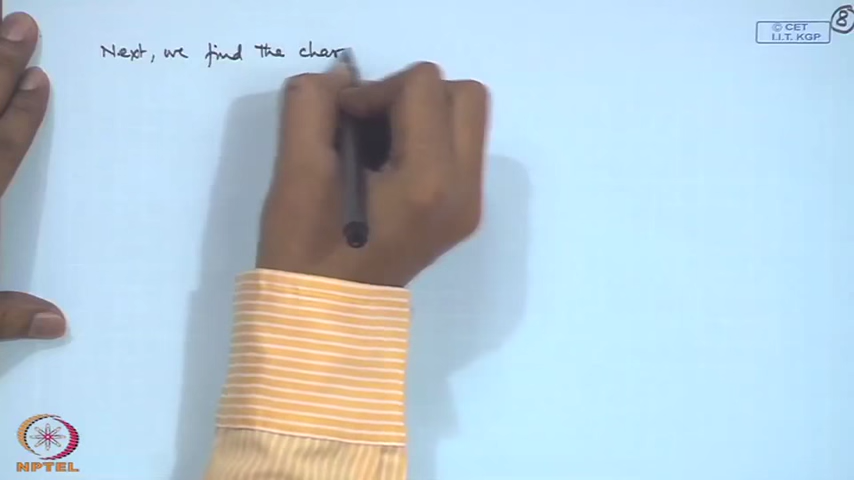 Next, we find the char
© CET
I.I.T. KGP
8
NPTEL